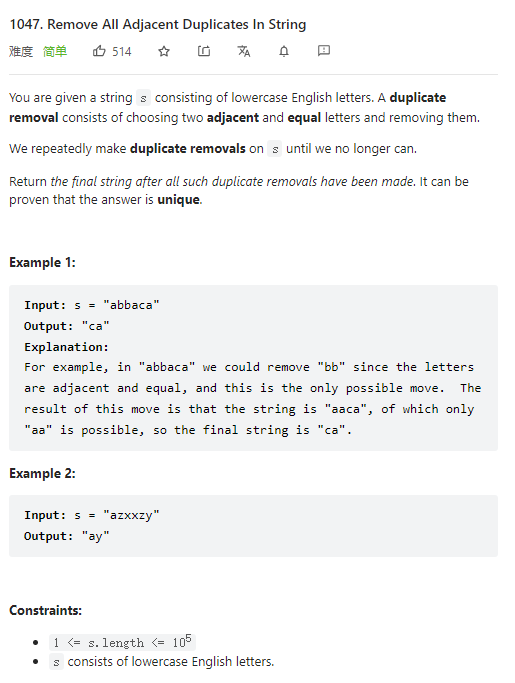 1047. Remove All Adjacent Duplicates In String
难度 简单 514
You are given a string s consisting of lowercase English letters. A duplicate
removal consists of choosing two adjacent and equal letters and removing them.
We repeatedly make duplicate removals on s until we no longer can.
Return the final string after all such duplicate removals have been made. It can be
proven that the answer is unique.
Example 1:
Input: s = "abbaca"
Output: "ca"
Explanation:
For example, in "abbaca" we could remove "bb" since the letters
are adjacent and equal, and this is the only possible move. The
result of this move is that the string is "aaca", of which only
"aa" is possible, so the final string is "ca".
Example 2:
Input: s = "azxxzy"
Output: "ay"
Constraints:
• 1 <= s.length <= 10⁵
• s consists of lowercase English letters.